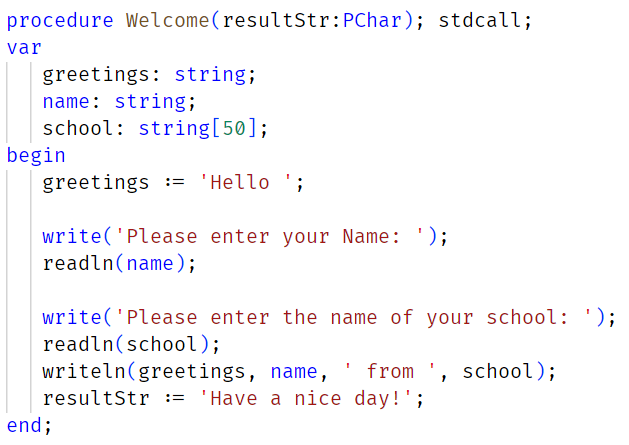 procedure Welcome(resultStr:PChar); stdcall;
var
greetings: string;
name: string;
school: string[50];
begin
greetings := 'Hello ';
write('Please enter your Name: ');
readln(name);
write('Please enter the name of your school: ');
readln(school);
writeln(greetings, name, ' from ', school);
resultStr := 'Have a nice day!';
end;